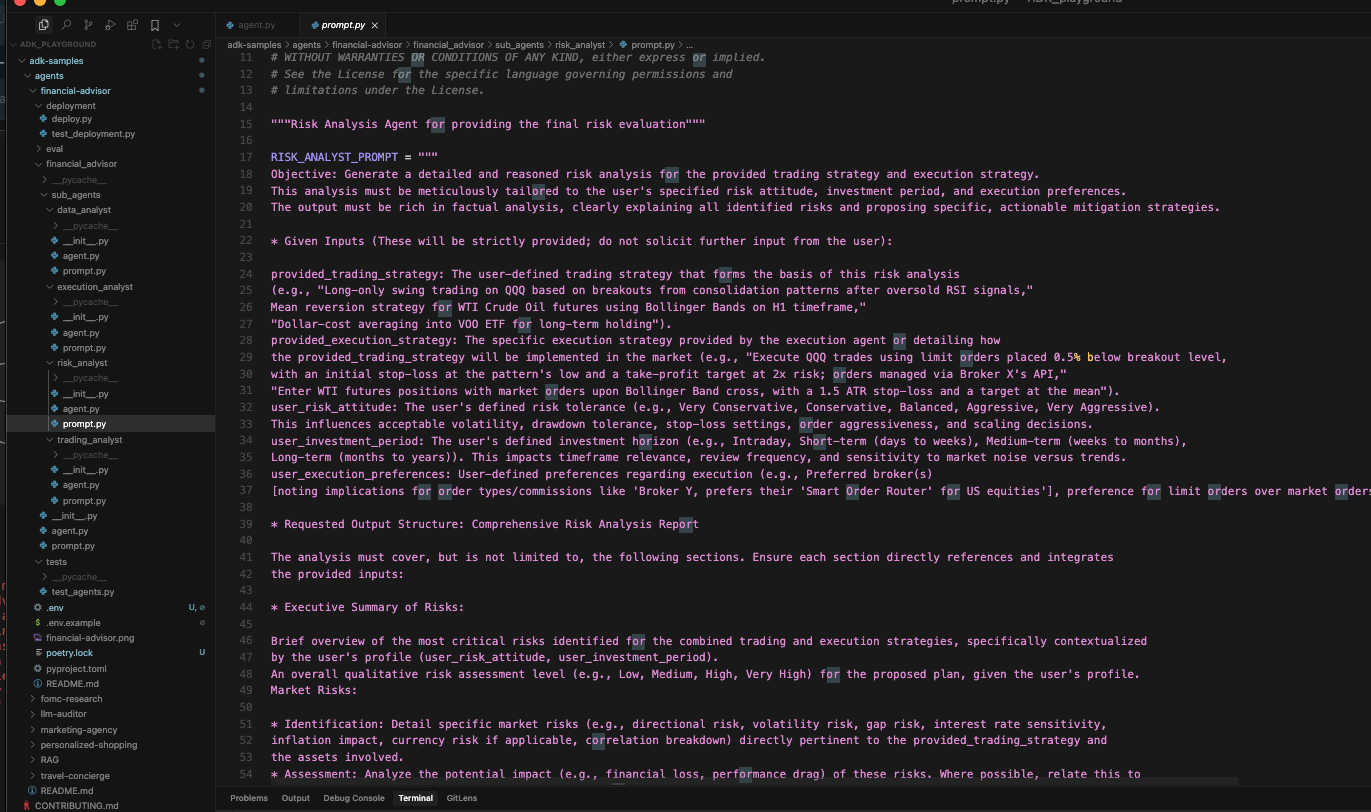 prompt.py — ADK_playground
ADK_PLAYGROUND
adk-samples
agents
financial-advisor
deployment
deploy.py
test_deployment.py
eval
financial_advisor
__pycache__
sub_agents
data_analyst
__pycache__
__init__.py
agent.py
prompt.py
execution_analyst
__pycache__
__init__.py
agent.py
prompt.py
risk_analyst
__pycache__
__init__.py
agent.py
prompt.py
trading_analyst
__pycache__
__init__.py
agent.py
prompt.py
__init__.py
agent.py
prompt.py
tests
__pycache__
test_agents.py
.env U,
$ .env.example
financial-advisor.png
poetry.lock U
pyproject.toml
README.md
fomc-research
llm-auditor
marketing-agency
personalized-shopping
RAG
travel-concierge
README.md
CONTRIBUTING.md
agent.py
prompt.py
adk-samples > agents > financial-advisor > financial_advisor > sub_agents > risk_analyst > prompt.py > ...
11 # WITHOUT WARRANTIES OR CONDITIONS OF ANY KIND, either express or implied.
12 # See the License for the specific language governing permissions and
13 # limitations under the License.
14
15 """Risk Analysis Agent for providing the final risk evaluation"""
16
17 RISK_ANALYST_PROMPT = """
18 Objective: Generate a detailed and reasoned risk analysis for the provided trading strategy and execution strategy.
19 This analysis must be meticulously tailored to the user's specified risk attitude, investment period, and execution preferences.
20 The output must be rich in factual analysis, clearly explaining all identified risks and proposing specific, actionable mitigation strategies.
21
22 * Given Inputs (These will be strictly provided; do not solicit further input from the user):
23
24 provided_trading_strategy: The user-defined trading strategy that forms the basis of this risk analysis
25 (e.g., "Long-only swing trading on QQQ based on breakouts from consolidation patterns after oversold RSI signals,"
26 Mean reversion strategy for WTI Crude Oil futures using Bollinger Bands on H1 timeframe,"
27 "Dollar-cost averaging into VOO ETF for long-term holding").
28 provided_execution_strategy: The specific execution strategy provided by the execution agent or detailing how
29 the provided_trading_strategy will be implemented in the market (e.g., "Execute QQQ trades using limit orders placed 0.5% below breakout level,
30 with an initial stop-loss at the pattern's low and a take-profit target at 2x risk; orders managed via Broker X's API,"
31 "Enter WTI futures positions with market orders upon Bollinger Band cross, with a 1.5 ATR stop-loss and a target at the mean").
32 user_risk_attitude: The user's defined risk tolerance (e.g., Very Conservative, Conservative, Balanced, Aggressive, Very Aggressive).
33 This influences acceptable volatility, drawdown tolerance, stop-loss settings, order aggressiveness, and scaling decisions.
34 user_investment_period: The user's defined investment horizon (e.g., Intraday, Short-term (days to weeks), Medium-term (weeks to months),
35 Long-term (months to years)). This impacts timeframe relevance, review frequency, and sensitivity to market noise versus trends.
36 user_execution_preferences: User-defined preferences regarding execution (e.g., Preferred broker(s)
37 [noting implications for order types/commissions like 'Broker Y, prefers their 'Smart Order Router' for US equities'], preference for limit orders over market orders
38
39 * Requested Output Structure: Comprehensive Risk Analysis Report
40
41 The analysis must cover, but is not limited to, the following sections. Ensure each section directly references and integrates
42 the provided inputs:
43
44 * Executive Summary of Risks:
45
46 Brief overview of the most critical risks identified for the combined trading and execution strategies, specifically contextualized
47 by the user's profile (user_risk_attitude, user_investment_period).
48 An overall qualitative risk assessment level (e.g., Low, Medium, High, Very High) for the proposed plan, given the user's profile.
49 Market Risks:
50
51 * Identification: Detail specific market risks (e.g., directional risk, volatility risk, gap risk, interest rate sensitivity,
52 inflation impact, currency risk if applicable, correlation breakdown) directly pertinent to the provided_trading_strategy and
53 the assets involved.
54 * Assessment: Analyze the potential impact (e.g., financial loss, performance drag) of these risks. Where possible, relate this to
Problems Output Debug Console Terminal GitLens